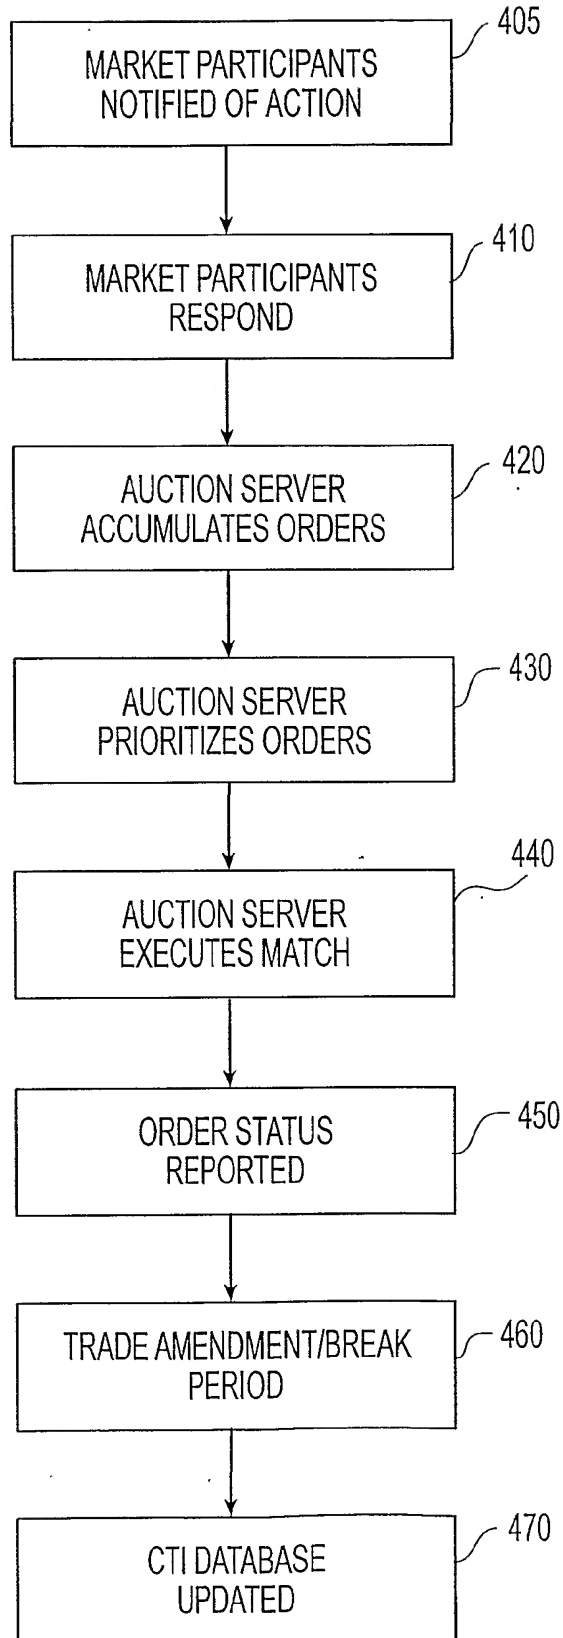 405
MARKET PARTICIPANTS
NOTIFIED OF ACTION
410
MARKET PARTICIPANTS
RESPOND
420
AUCTION SERVER
ACCUMULATES ORDERS
430
AUCTION SERVER
PRIORITIZES ORDERS
440
AUCTION SERVER
EXECUTES MATCH
450
ORDER STATUS
REPORTED
460
TRADE AMENDMENT/BREAK
PERIOD
470
CTI DATABASE
UPDATED